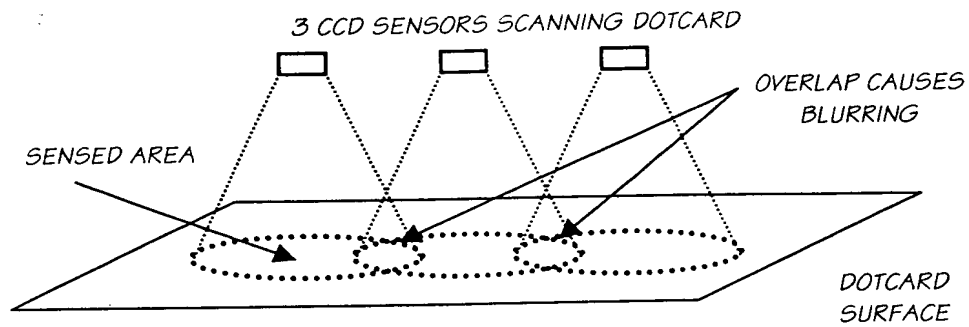 3 CCD SENSORS SCANNING DOTCARD
OVERLAP CAUSES
BLURRING
SENSED AREA
DOTCARD
SURFACE